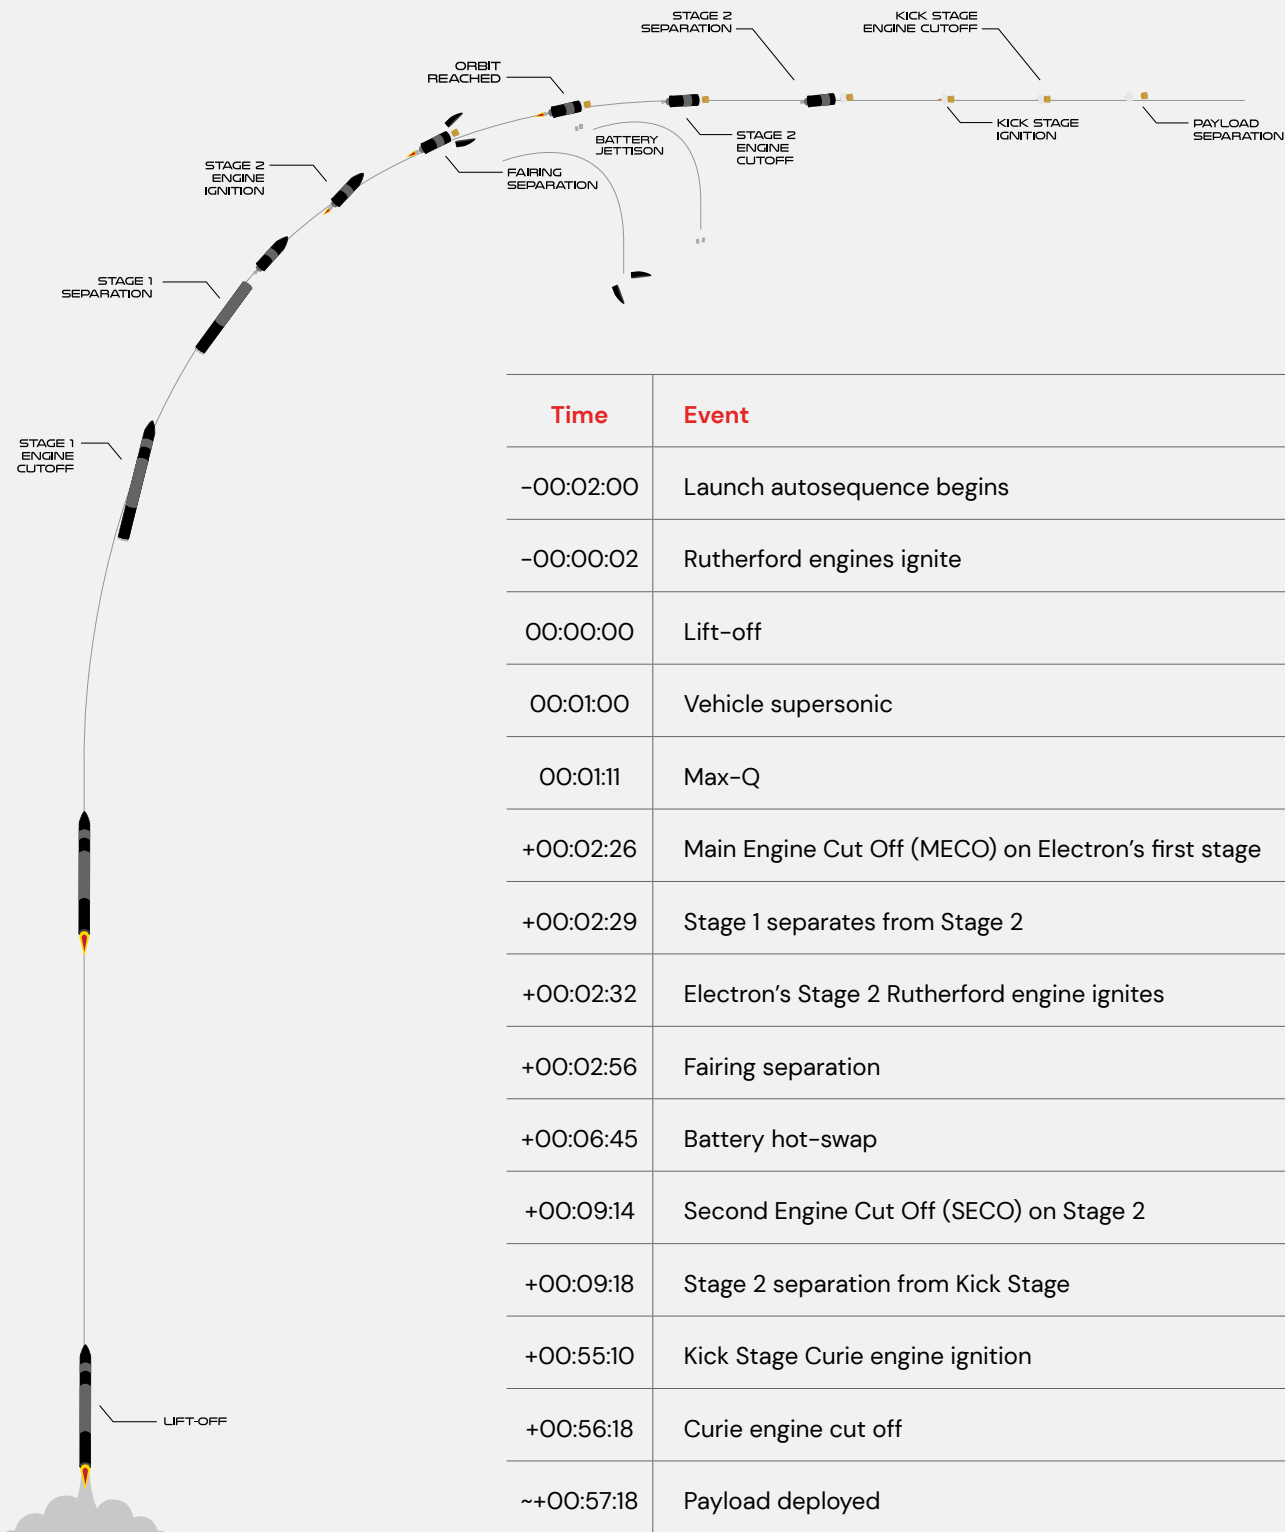 STAGE 2
SEPARATION
KICK STAGE
ENGINE CUTOFF
ORBIT
REACHED
KICK STAGE
IGNITION
PAYLOAD
SEPARATION
BATTERY
JETTISON
STAGE 2
ENGINE
CUTOFF
STAGE 2
ENGINE
IGNITION
FAIRING
SEPARATION
STAGE 1
SEPARATION
STAGE 1
ENGINE
CUTOFF
LIFT-OFF
Time Event
-00:02:00 Launch autosequence begins
-00:00:02 Rutherford engines ignite
00:00:00 Lift-off
00:01:00 Vehicle supersonic
00:01:11 Max-Q
+00:02:26 Main Engine Cut Off (MECO) on Electron’s first stage
+00:02:29 Stage 1 separates from Stage 2
+00:02:32 Electron’s Stage 2 Rutherford engine ignites
+00:02:56 Fairing separation
+00:06:45 Battery hot-swap
+00:09:14 Second Engine Cut Off (SECO) on Stage 2
+00:09:18 Stage 2 separation from Kick Stage
+00:55:10 Kick Stage Curie engine ignition
+00:56:18 Curie engine cut off
~+00:57:18 Payload deployed